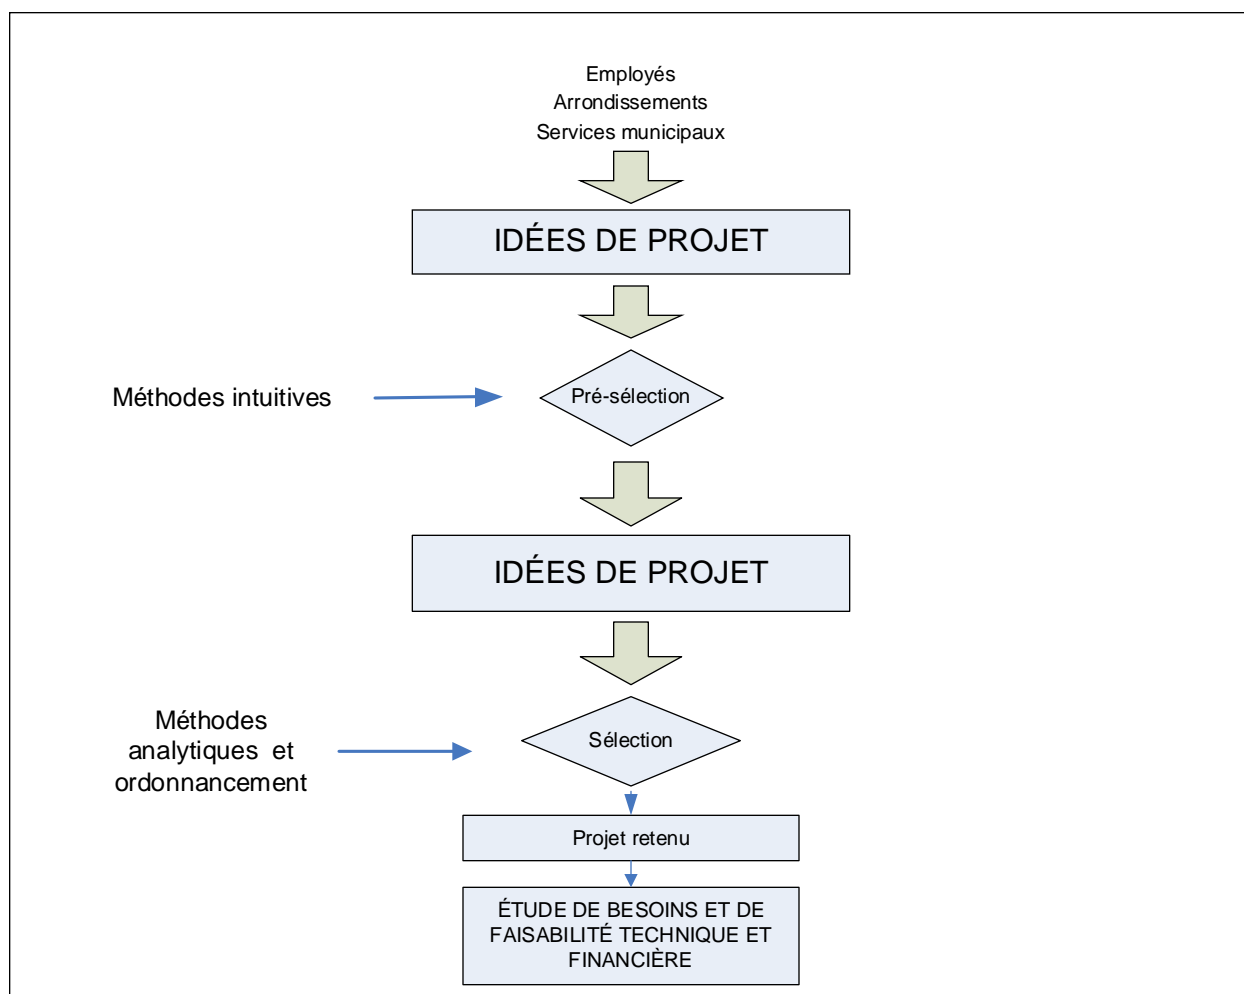 Employés
Arrondissements
Services municipaux
IDÉES DE PROJET
Méthodes intuitives
Pré-sélection
IDÉES DE PROJET
Méthodes
analytiques et
ordonnancement
Sélection
Projet retenu
ÉTUDE DE BESOINS ET DE
FAISABILITÉ TECHNIQUE ET
FINANCIÈRE